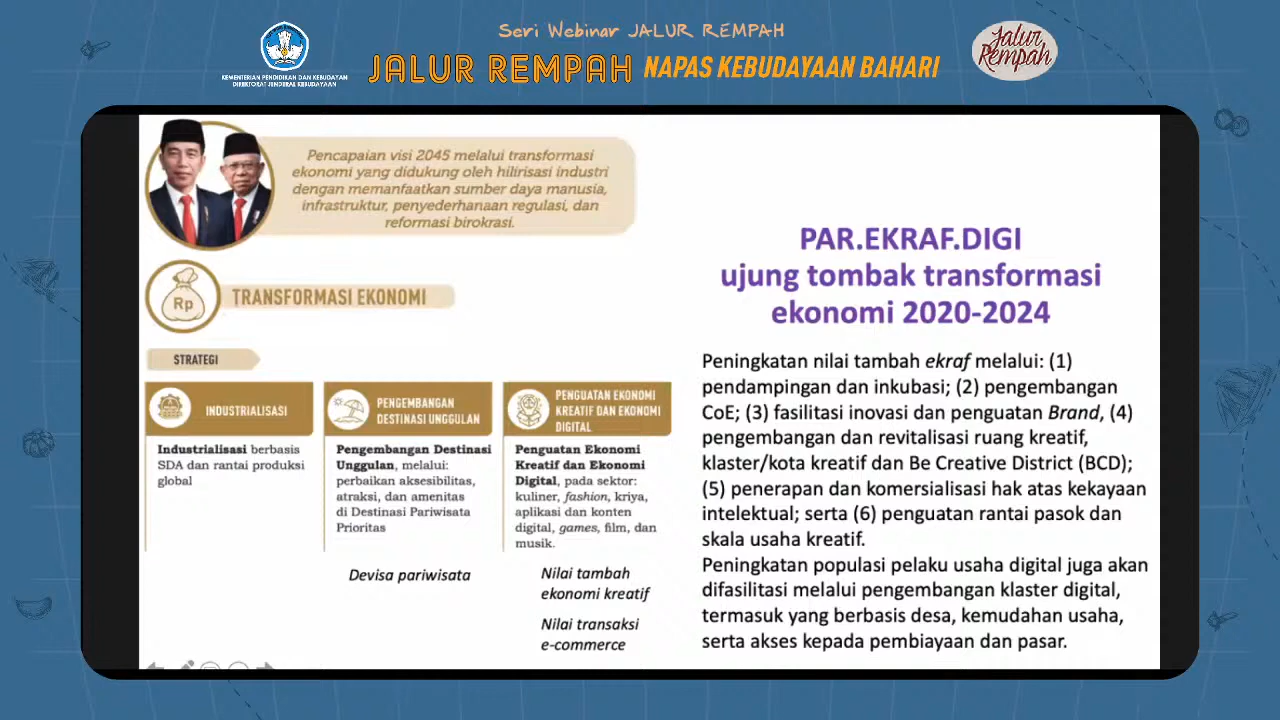 Seri Webinar JALUR REMPAH
KEMENTERIAN PENDIDIKAN DAN KEBUDAYAAN
DIREKTORAT JENDERAL KEBUDAYAAN
JALUR REMPAH NAPAS KEBUDAYAAN BAHARI
Jalur
Rempah
Pencapaian visi 2045 melalui transformasi
ekonomi yang didukung oleh hilirisasi industri
dengan memanfaatkan sumber daya manusia,
infrastruktur, penyederhanaan regulasi, dan
reformasi birokrasi.
Rp
TRANSFORMASI EKONOMI
STRATEGI
INDUSTRIALISASI
Industrialisasi berbasis
SDA dan rantai produksi
global
PENGEMBANGAN
DESTINASI UNGGULAN
Pengembangan Destinasi
Unggulan, melalui:
perbaikan aksesibilitas,
atraksi, dan amenitas
di Destinasi Pariwisata
Prioritas
Devisa pariwisata
PENGUATAN EKONOMI
KREATIF DAN EKONOMI
DIGITAL
Penguatan Ekonomi
Kreatif dan Ekonomi
Digital, pada sektor:
kuliner, fashion, kriya,
aplikasi dan konten
digital, games, film, dan
musik.
Nilai tambah
ekonomi kreatif
Nilai transaksi
e-commerce
PAR.EKRAF.DIGI
ujung tombak transformasi
ekonomi 2020-2024
Peningkatan nilai tambah ekraf melalui: (1)
pendampingan dan inkubasi; (2) pengembangan
CoE; (3) fasilitasi inovasi dan penguatan Brand, (4)
pengembangan dan revitalisasi ruang kreatif,
klaster/kota kreatif dan Be Creative District (BCD);
(5) penerapan dan komersialisasi hak atas kekayaan
intelektual; serta (6) penguatan rantai pasok dan
skala usaha kreatif.
Peningkatan populasi pelaku usaha digital juga akan
difasilitasi melalui pengembangan klaster digital,
termasuk yang berbasis desa, kemudahan usaha,
serta akses kepada pembiayaan dan pasar.